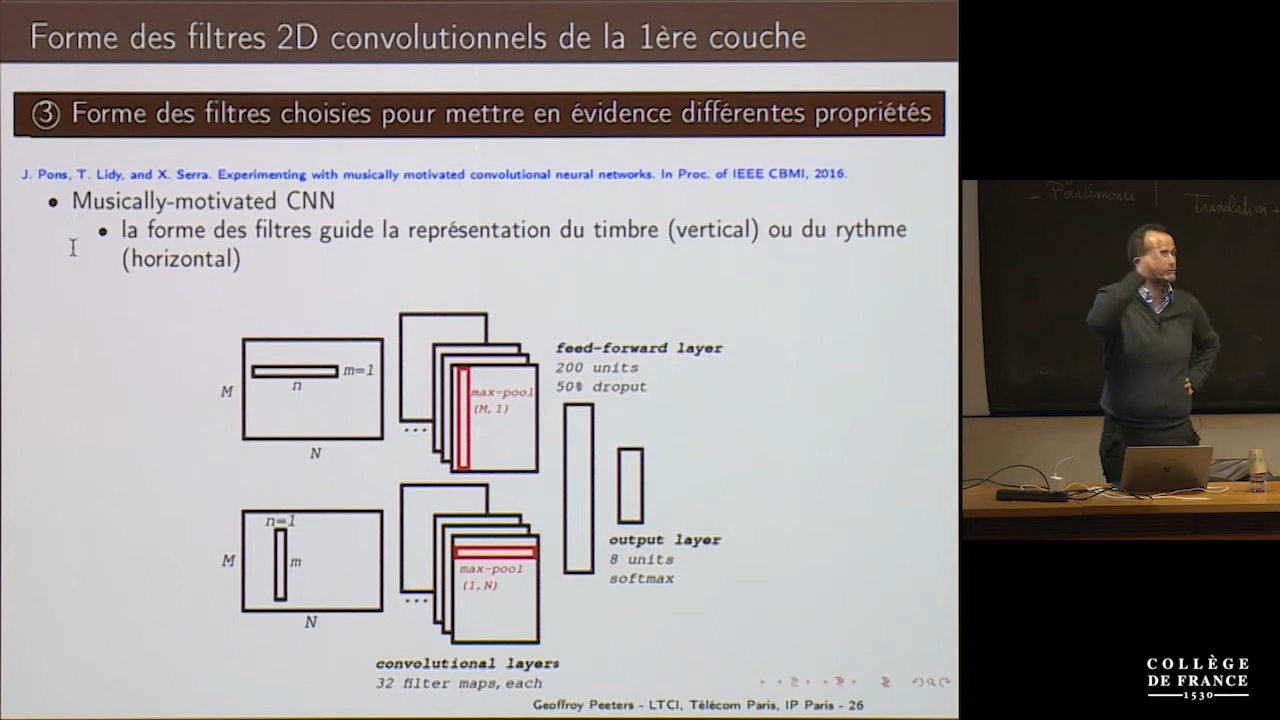 Forme des filtres 2D convolutionnels de la 1ère couche
③ Forme des filtres choisies pour mettre en évidence différentes propriétés
J. Pons, T. Lidy, and X. Serra. Experimenting with musically motivated convolutional neural networks. In Proc. of IEEE CBMI, 2016.
• Musically-motivated CNN
• la forme des filtres guide la représentation du timbre (vertical) ou du rythme
(horizontal)
M
m=1
n
N
...
max-pool
(M,1)
feed-forward layer
200 units
50% droput
n=1
M
m
N
...
max-pool
(1,N)
output layer
8 units
softmax
convolutional layers
32 filter maps, each
Geoffroy Peeters - LTCI, Télécom Paris, IP Paris - 26
Paramorice
Translation
COLLÈGE
DE FRANCE
1530